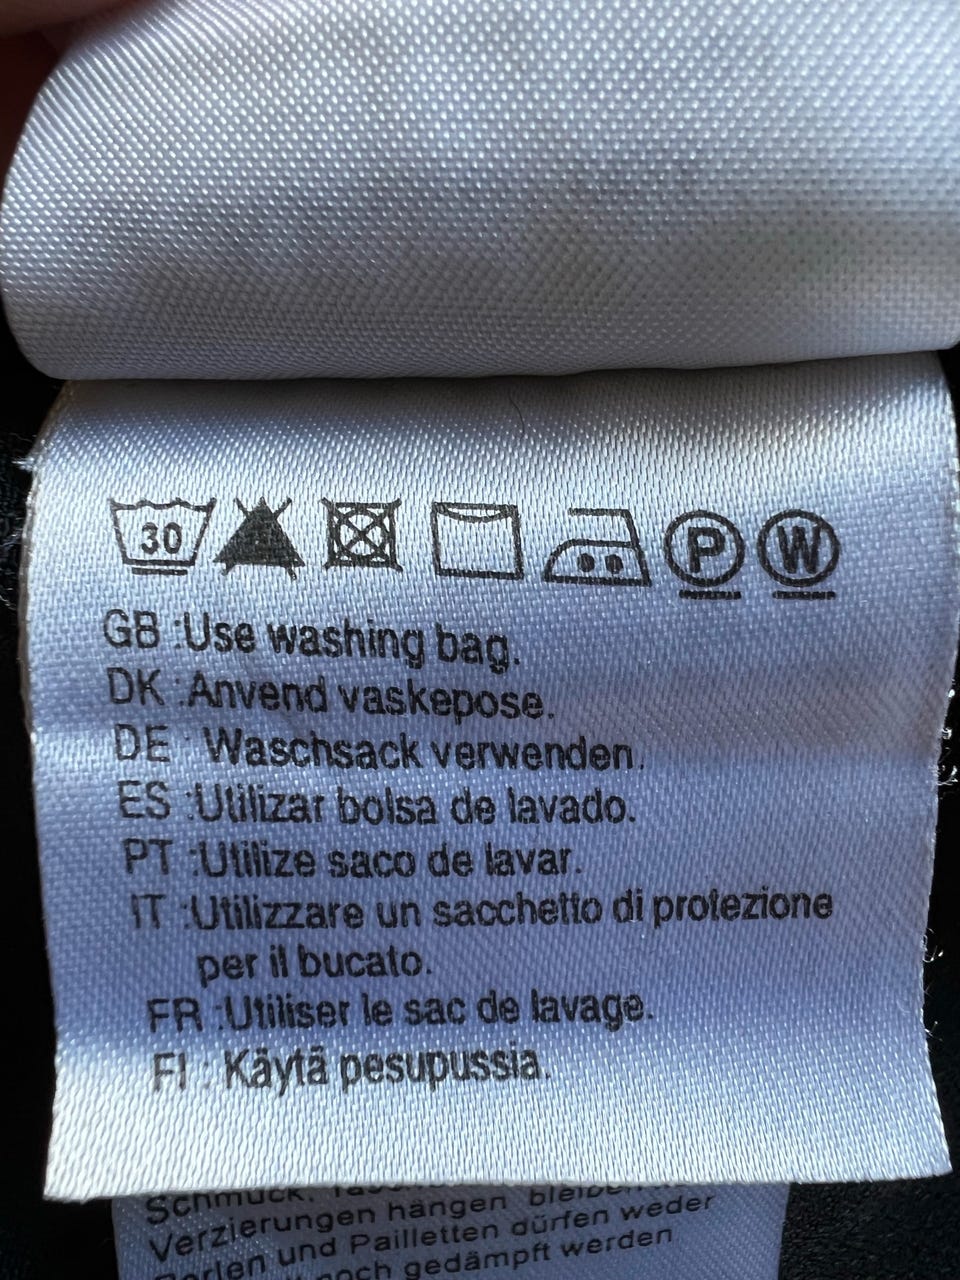 30 P W
GB :Use washing bag.
DK :Anvend vaskepose.
DE : Waschsack verwenden.
ES :Utilizar bolsa de lavado.
PT :Utilize saco de lavar.
IT :Utilizzare un sacchetto di protezione
per il bucato.
FR :Utiliser le sac de lavage.
FI : Käytä pesupussia.
Schmuck.
Verzierungen hängen
und Pailletten dürfen weder
noch gedämpft werden